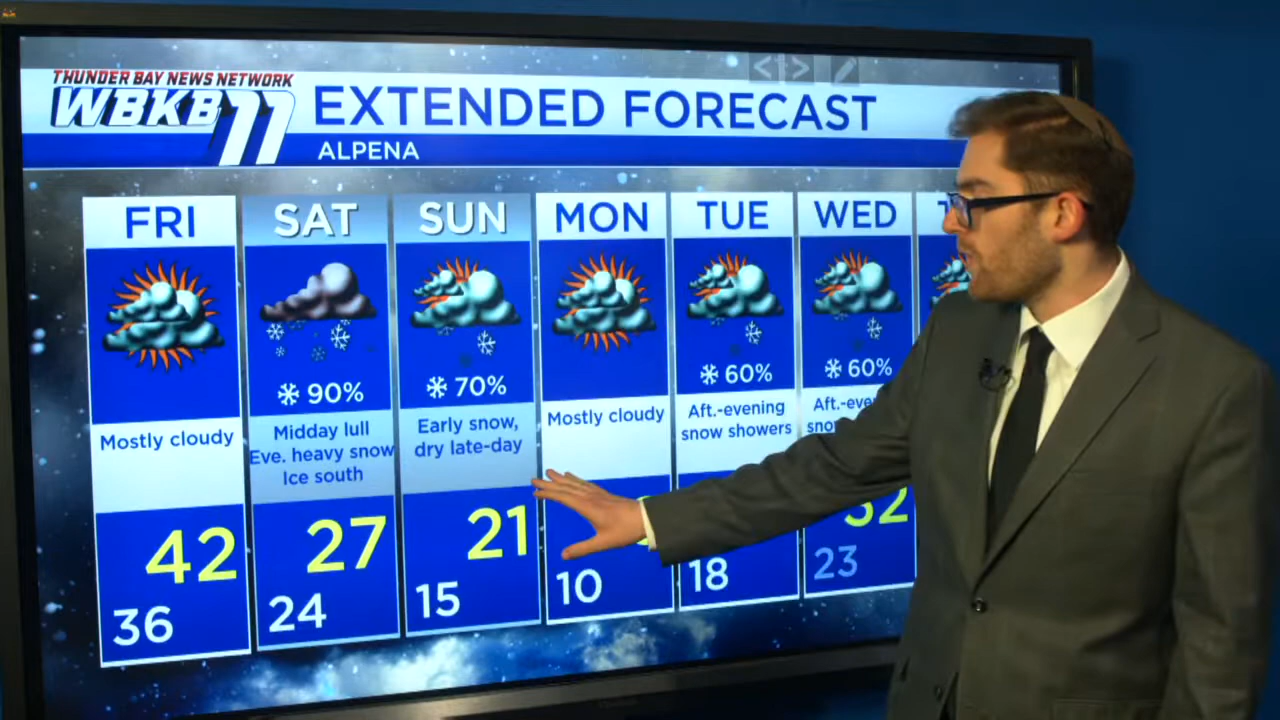 THUNDER BAY NEWS NETWORK
WBKB 11
EXTENDED FORECAST
ALPENA
FRI
SAT
SUN
MON
TUE
WED
90%
70%
60%
60%
Mostly cloudy
Midday lull
Eve. heavy snow
Ice south
Early snow,
dry late-day
Mostly cloudy
Aft.-evening
snow showers
42
36
27
24
21
15
10
18
23